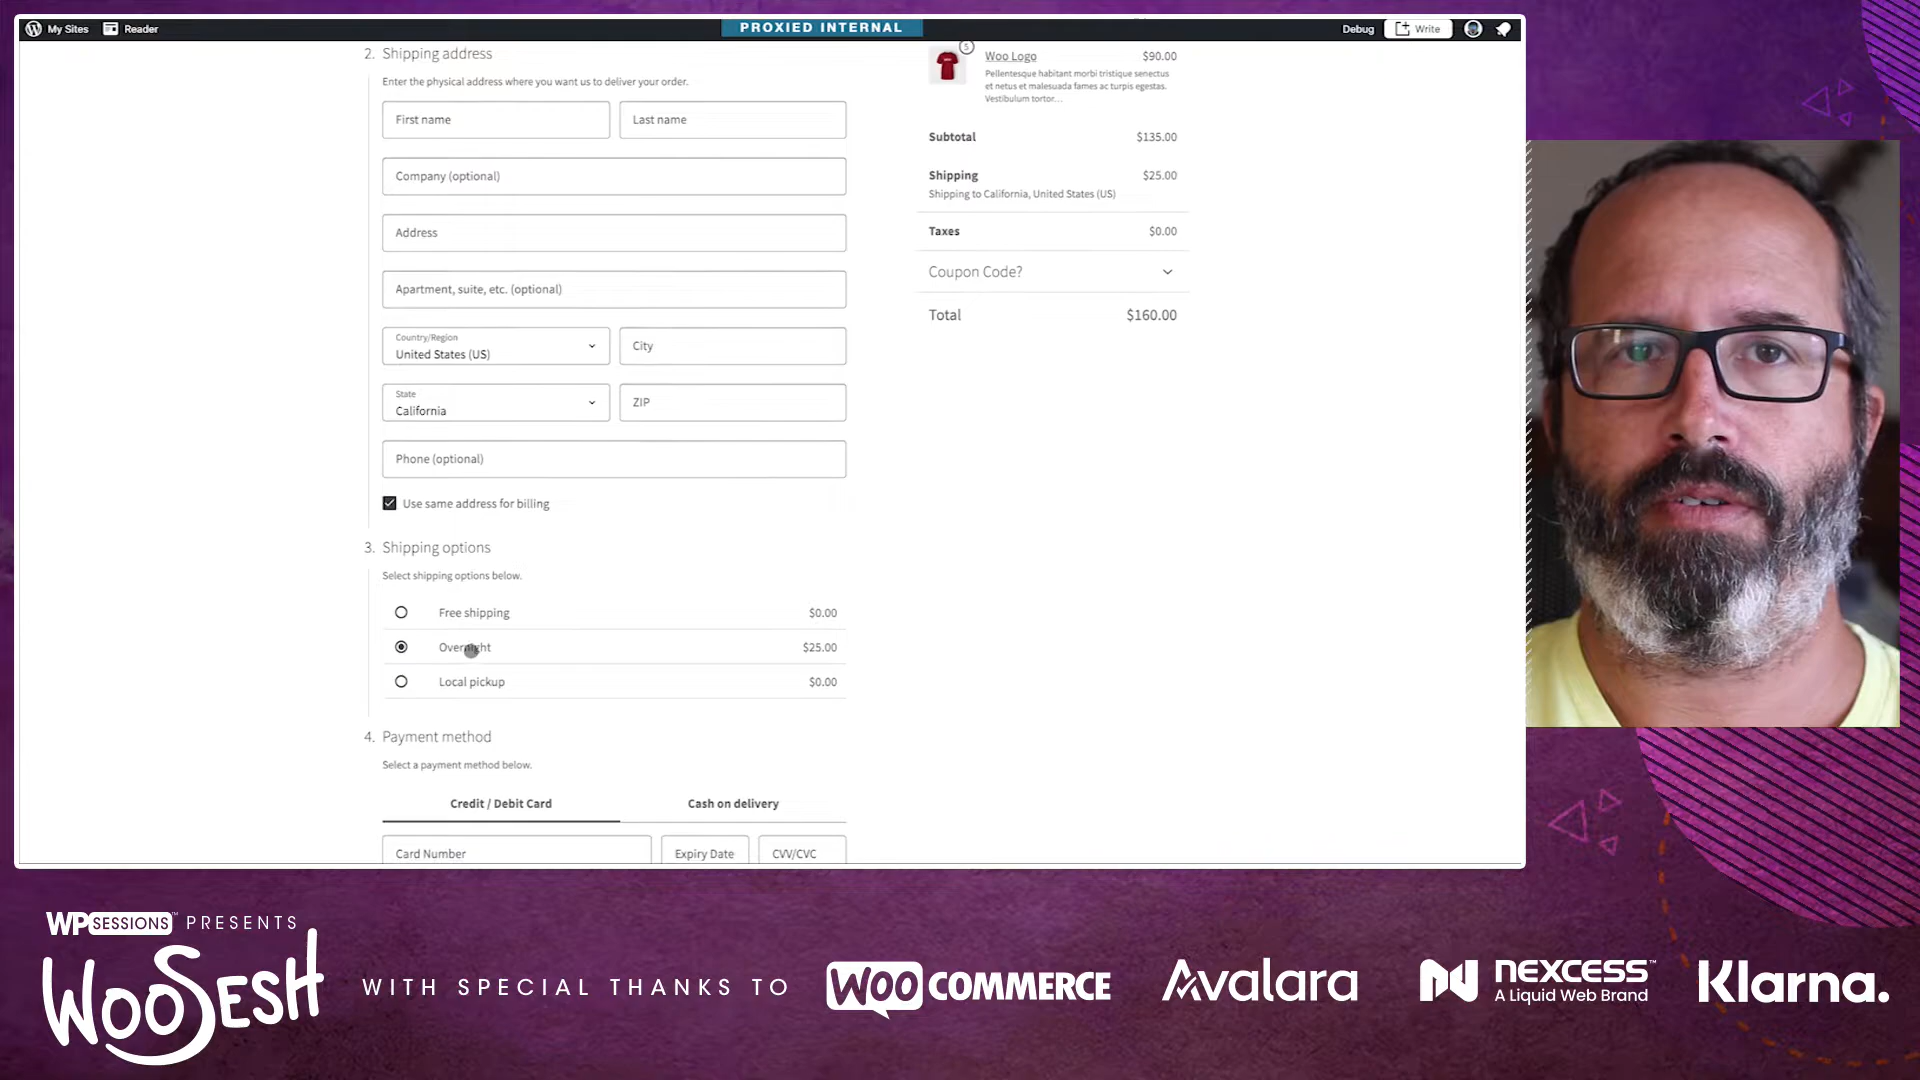 My Sites
Reader
PROXIED INTERNAL
Debug
Write
2. Shipping address
Enter the physical address where you want us to deliver your order.
First name
Last name
Company (optional)
Address
Apartment, suite, etc. (optional)
Country/Region
United States (US)
City
State
California
ZIP
Phone (optional)
Use same address for billing
3. Shipping options
Select shipping options below.
Free shipping $0.00
Overnight $25.00
Local pickup $0.00
4. Payment method
Select a payment method below.
Credit / Debit Card
Cash on delivery
Card Number
Expiry Date
CVV/CVC
5
Woo Logo $90.00
Pellentesque habitant morbi tristique senectus
et netus et malesuada fames ac turpis egestas.
Vestibulum tortor...
Subtotal $135.00
Shipping $25.00
Shipping to California, United States (US)
Taxes $0.00
Coupon Code?
Total $160.00
WPSESSIONS™ PRESENTS
WOOSESH
WITH SPECIAL THANKS TO
WOOCOMMERCE
Avalara
NEXCESS™
A Liquid Web Brand
Klarna.